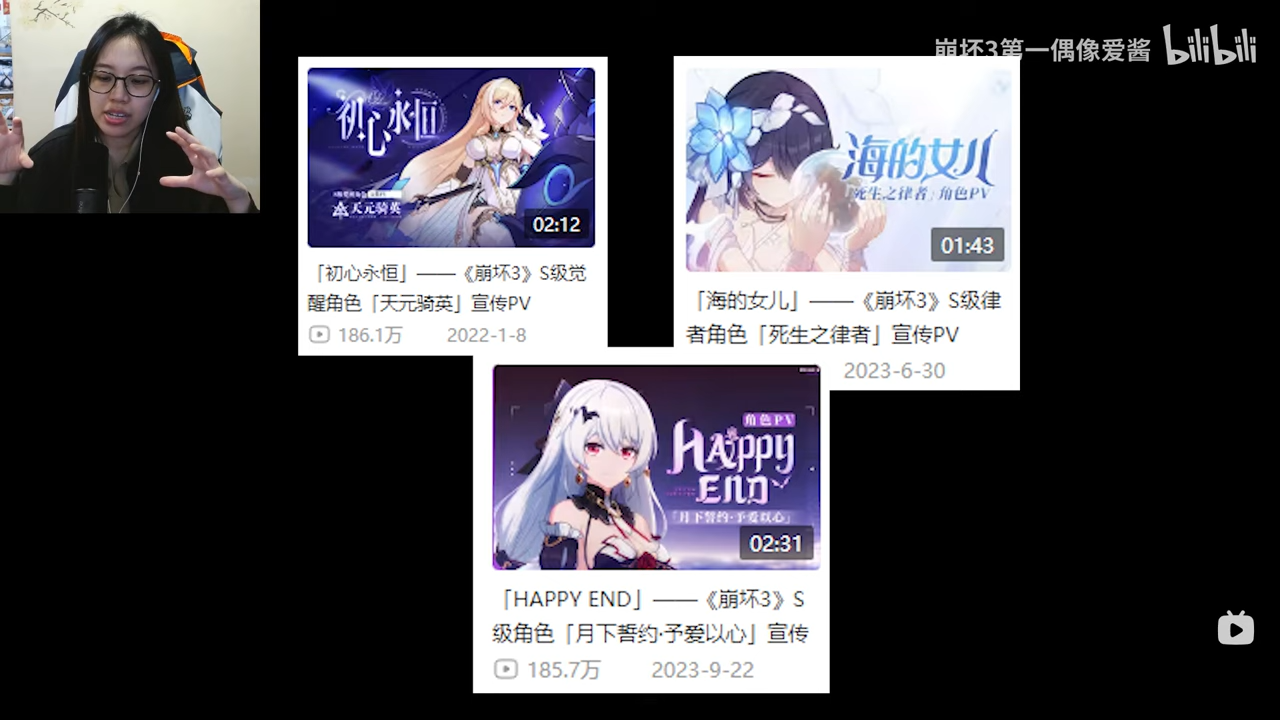 崩坏3第一偶像爱酱 bilibili
初心永恒
天元骑英
02:12
「初心永恒」——《崩坏3》S级觉
醒角色「天元骑英」宣传PV
186.1万 2022-1-8
海的女儿
「死生之律者」角色PV
01:43
「海的女儿」——《崩坏3》S级律
者角色「死生之律者」宣传PV
2023-6-30
角色PV
HAPPY
END
「月下誓约·予爱以心」
02:31
「HAPPY END」——《崩坏3》S
级角色「月下誓约·予爱以心」宣传
185.7万 2023-9-22